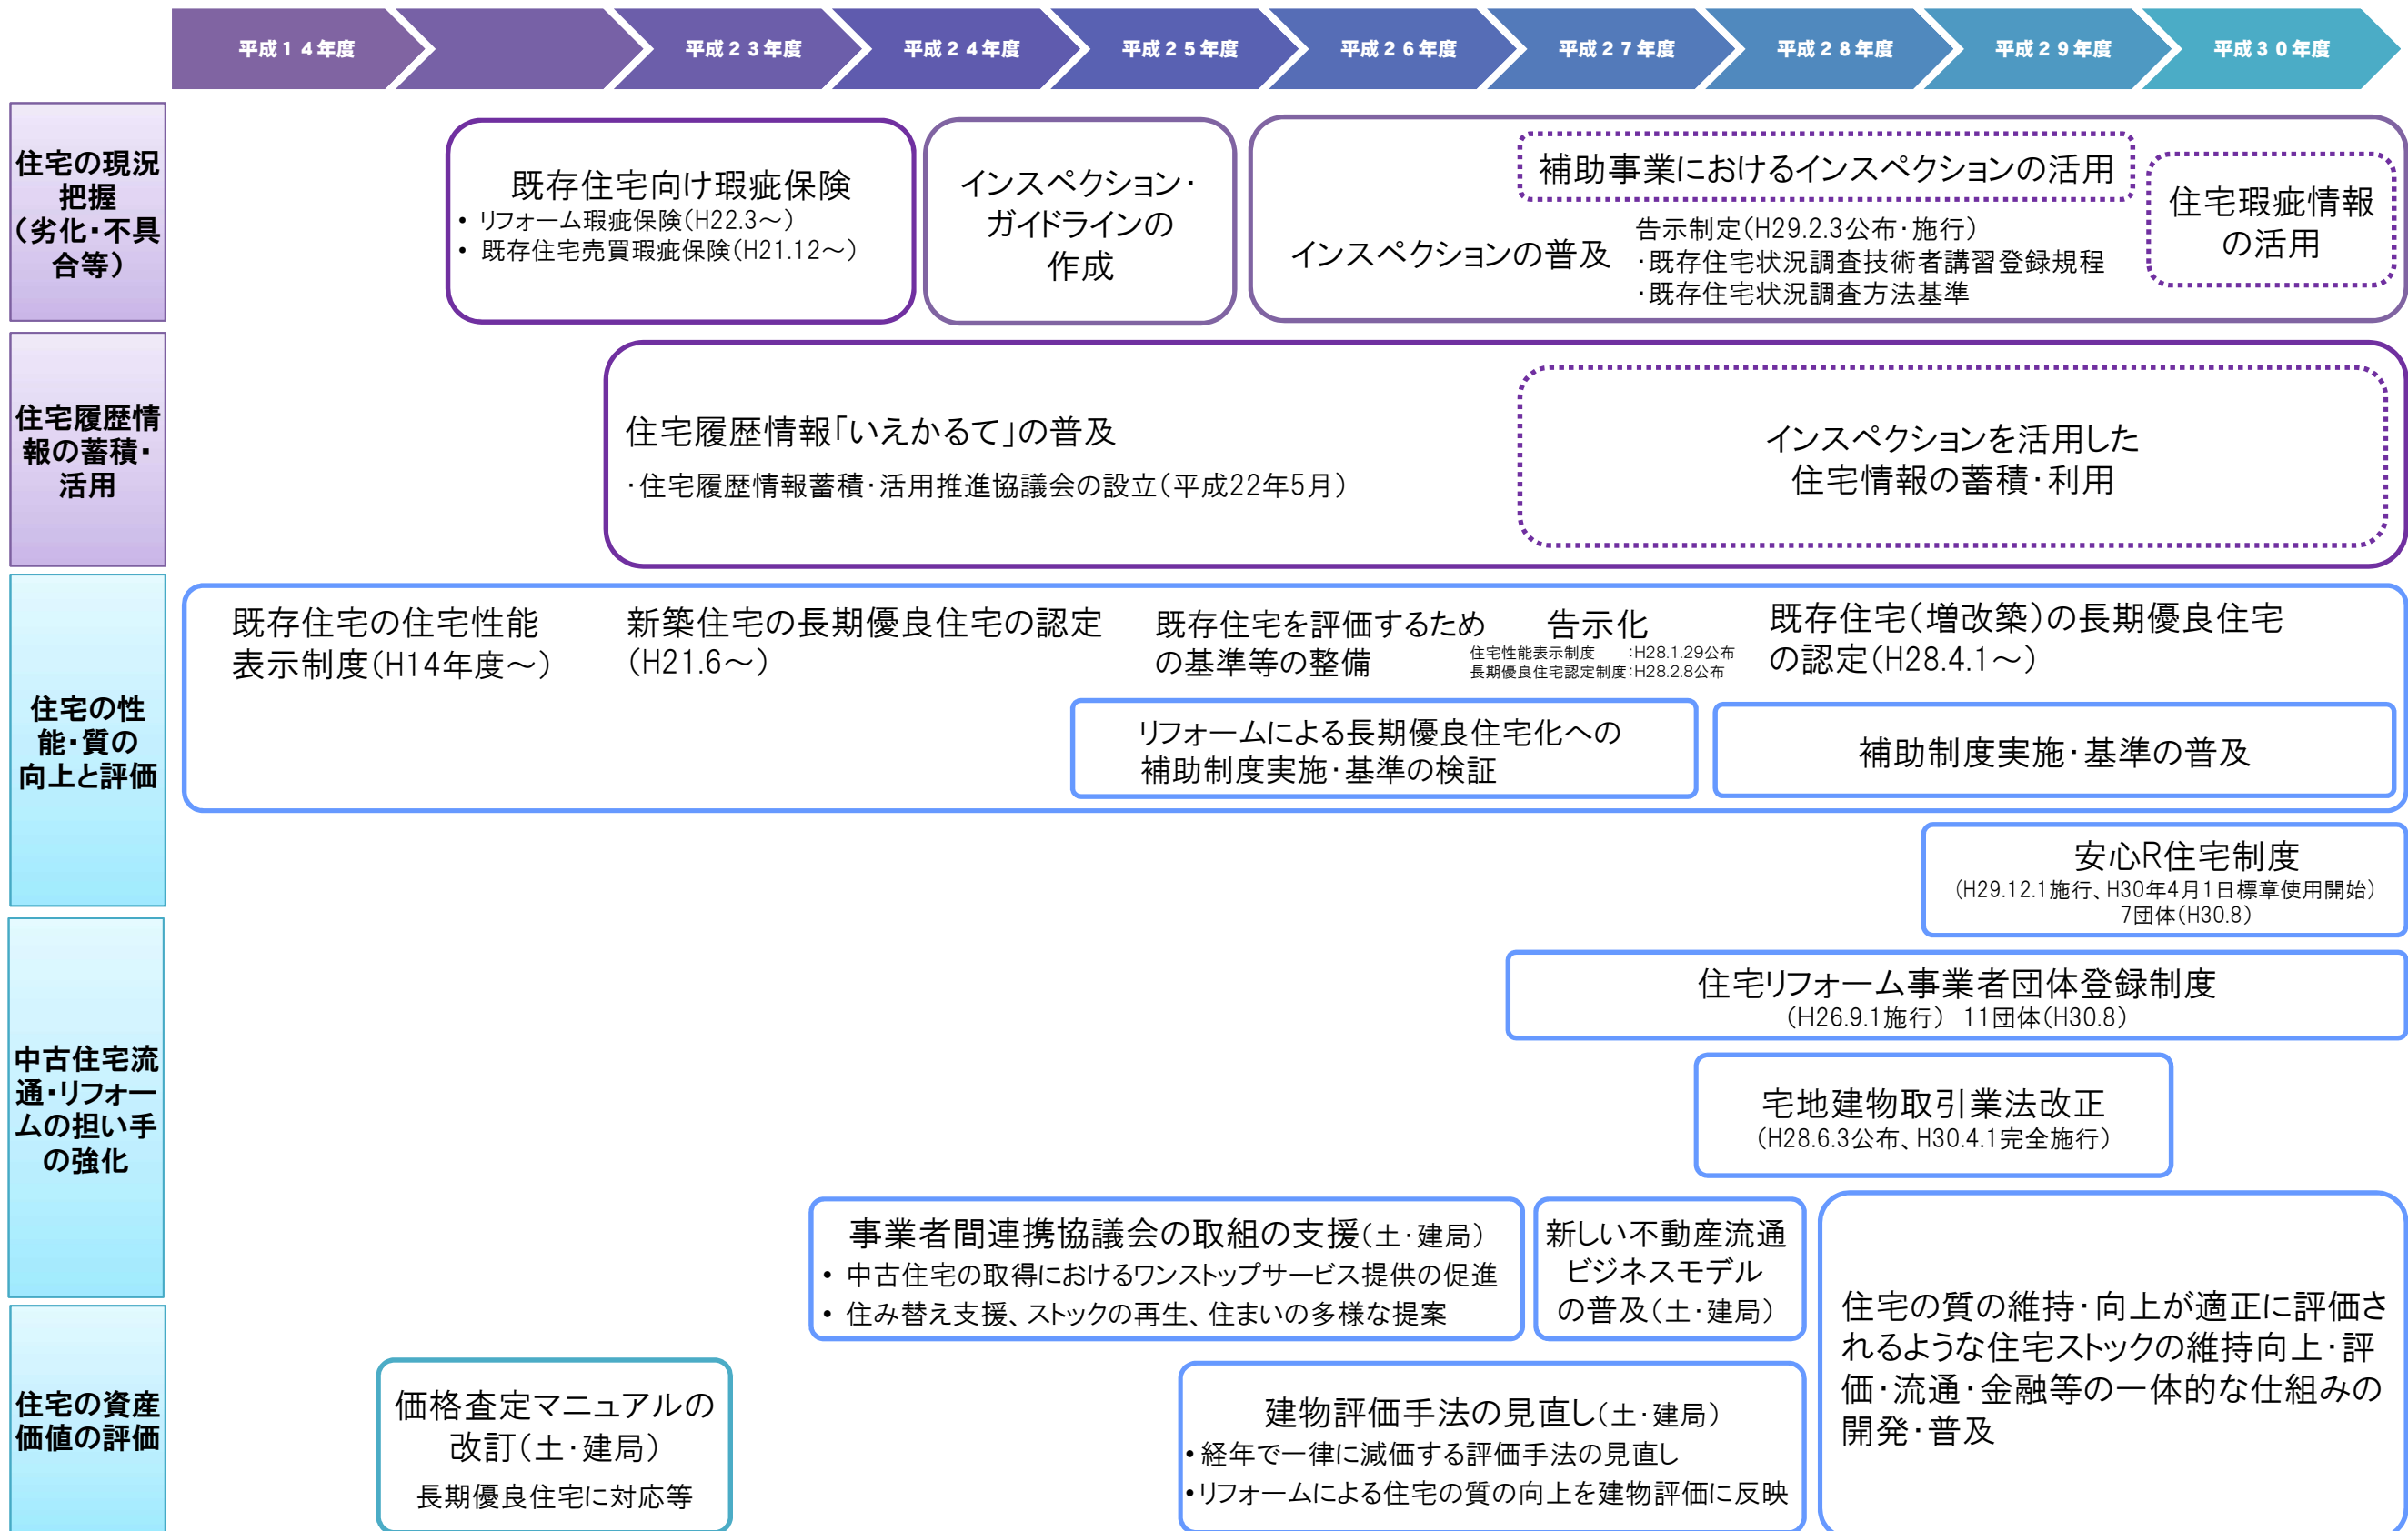 平成14年度
平成23年度
平成24年度
平成25年度
平成26年度
平成27年度
平成28年度
平成29年度
平成30年度
住宅の現況
把握
(劣化・不具
合等)
既存住宅向け瑕疵保険
• リフォーム瑕疵保険(H22.3～)
• 既存住宅売買瑕疵保険(H21.12～)
インスペクション・
ガイドラインの
作成
補助事業におけるインスペクションの活用
インスペクションの普及
告示制定(H29.2.3公布・施行)
・既存住宅状況調査技術者講習登録規程
・既存住宅状況調査方法基準
住宅瑕疵情報
の活用
住宅履歴情
報の蓄積・
活用
住宅履歴情報「いえかるて」の普及
・住宅履歴情報蓄積・活用推進協議会の設立(平成22年5月)
インスペクションを活用した
住宅情報の蓄積・利用
住宅の性
能・質の
向上と評価
既存住宅の住宅性能
表示制度(H14年度～)
新築住宅の長期優良住宅の認定
(H21.6～)
既存住宅を評価するため
の基準等の整備
告示化
住宅性能表示制度　　:H28.1.29公布
長期優良住宅認定制度:H28.2.8公布
既存住宅(増改築)の長期優良住宅
の認定(H28.4.1～)
リフォームによる長期優良住宅化への
補助制度実施・基準の検証
補助制度実施・基準の普及
安心R住宅制度
(H29.12.1施行、H30年4月1日標章使用開始)
7団体(H30.8)
中古住宅流
通・リフォー
ムの担い手
の強化
住宅リフォーム事業者団体登録制度
(H26.9.1施行)　11団体(H30.8)
宅地建物取引業法改正
(H28.6.3公布、H30.4.1完全施行)
事業者間連携協議会の取組の支援(土・建局)
• 中古住宅の取得におけるワンストップサービス提供の促進
• 住み替え支援、ストックの再生、住まいの多様な提案
新しい不動産流通
ビジネスモデル
の普及(土・建局)
住宅の質の維持・向上が適正に評価さ
れるような住宅ストックの維持向上・評
価・流通・金融等の一体的な仕組みの
開発・普及
住宅の資産
価値の評価
価格査定マニュアルの
改訂(土・建局)
長期優良住宅に対応等
建物評価手法の見直し(土・建局)
•経年で一律に減価する評価手法の見直し
•リフォームによる住宅の質の向上を建物評価に反映